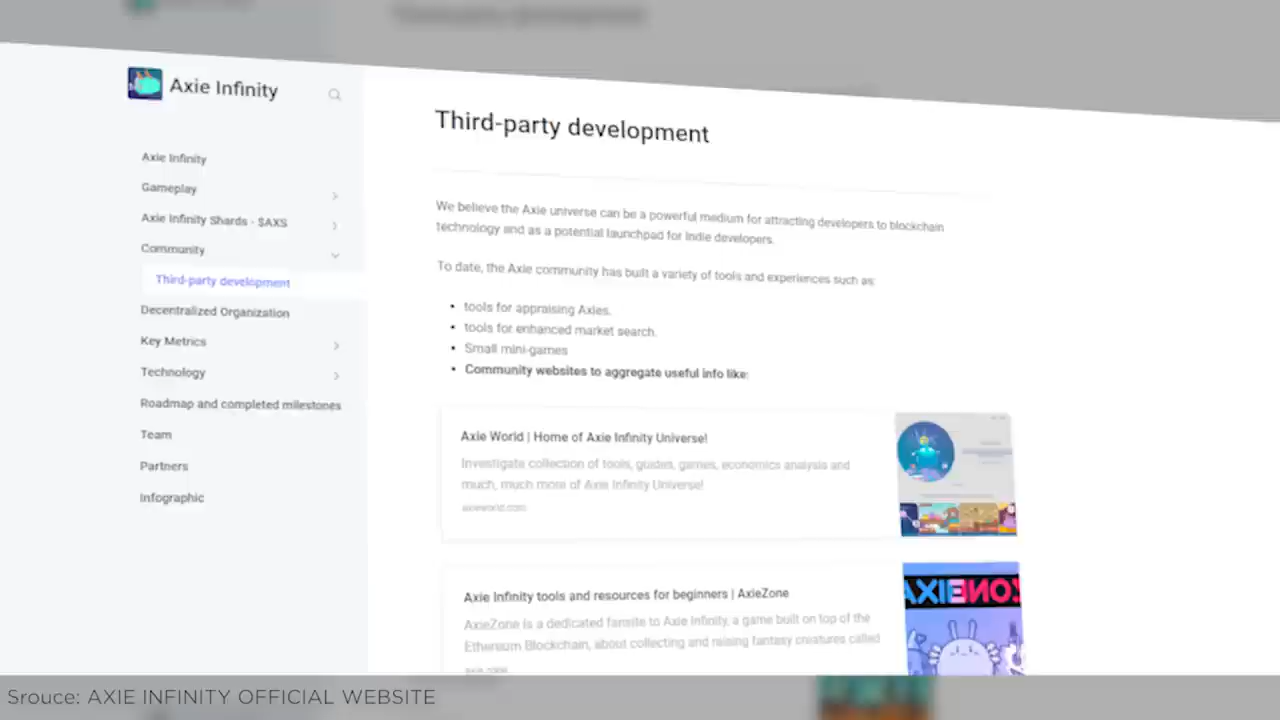 Axie Infinity
Axie Infinity
Gameplay
Axie Infinity Shards - $AXS
Community
Third-party development
Decentralized Organization
Key Metrics
Technology
Roadmap and completed milestones
Team
Partners
Infographic
Third-party development
We believe the Axie universe can be a powerful medium for attracting developers to blockchain
technology and as a potential launchpad for indie developers.
To date, the Axie community has built a variety of tools and experiences such as:
• tools for appraising Axies.
• tools for enhanced market search.
• Small mini-games
• Community websites to aggregate useful info like:
Axie World | Home of Axie Infinity Universe!
Investigate collection of tools, guides, games, economics analysis and
much, much more of Axie Infinity Universe!
axieworld.com
Axie Infinity tools and resources for beginners | AxieZone
AxieZone is a dedicated fansite to Axie Infinity, a game built on top of the
Ethereum Blockchain, about collecting and raising fantasy creatures called
Srouce: AXIE INFINITY OFFICIAL WEBSITE